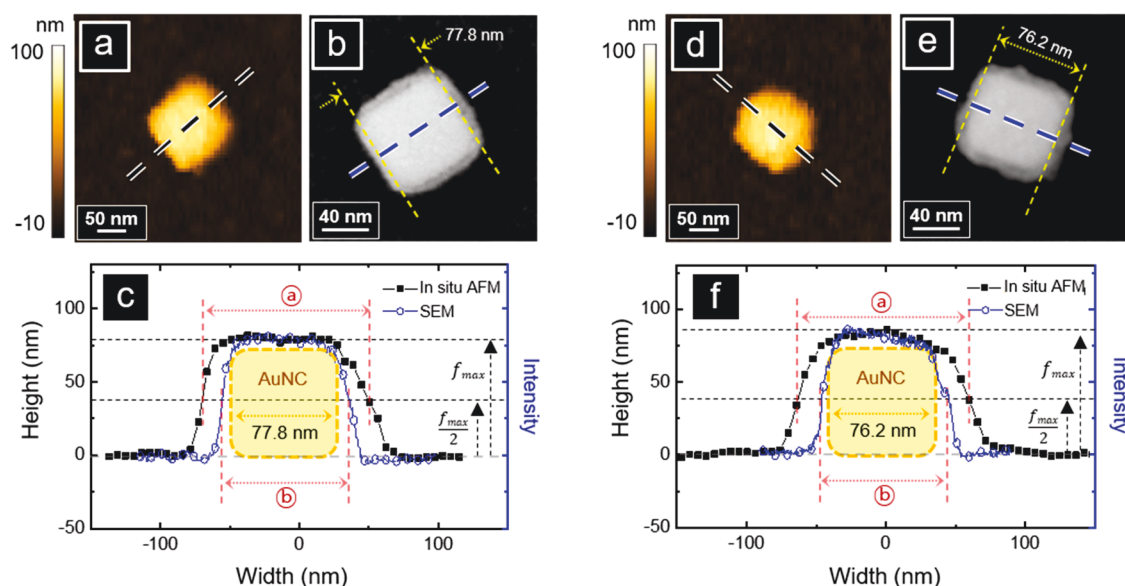 nm
100
-10
a
50 nm
b
77.8 nm
40 nm
nm
100
-10
d
50 nm
e
76.2 nm
40 nm
c
In situ AFM
SEM
ⓐ
AuNC
77.8 nm
ⓑ
f_max
f_max/2
100
50
0
-50
Height (nm)
Intensity
-100
0
100
Width (nm)
f
In situ AFM
SEM
ⓐ
AuNC
76.2 nm
ⓑ
f_max
f_max/2
100
50
0
-50
Height (nm)
Intensity
-100
0
100
Width (nm)